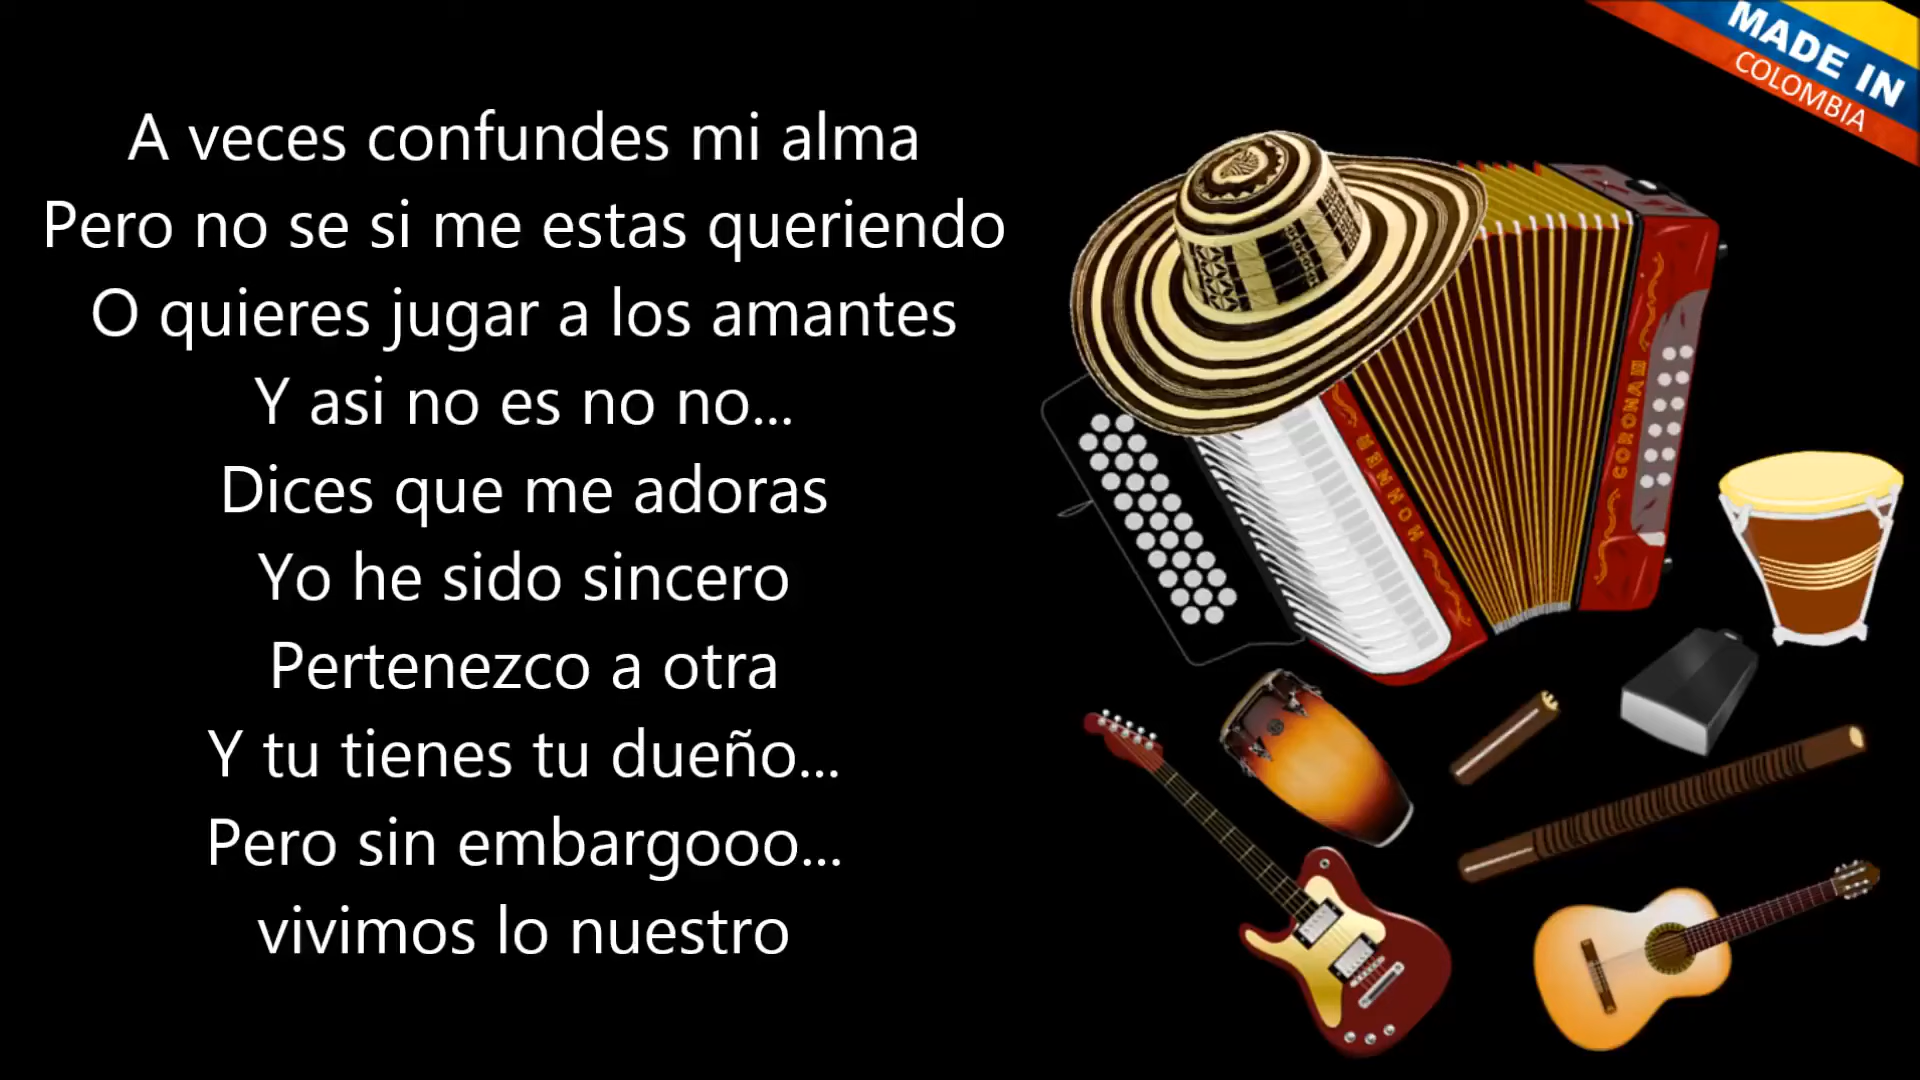 A veces confundes mi alma
Pero no se si me estas queriendo
O quieres jugar a los amantes
Y asi no es no no...
Dices que me adoras
Yo he sido sincero
Pertenezco a otra
Y tu tienes tu dueño...
Pero sin embargooo...
vivimos lo nuestro
MADE IN
COLOMBIA
HOHNER
CORONA III